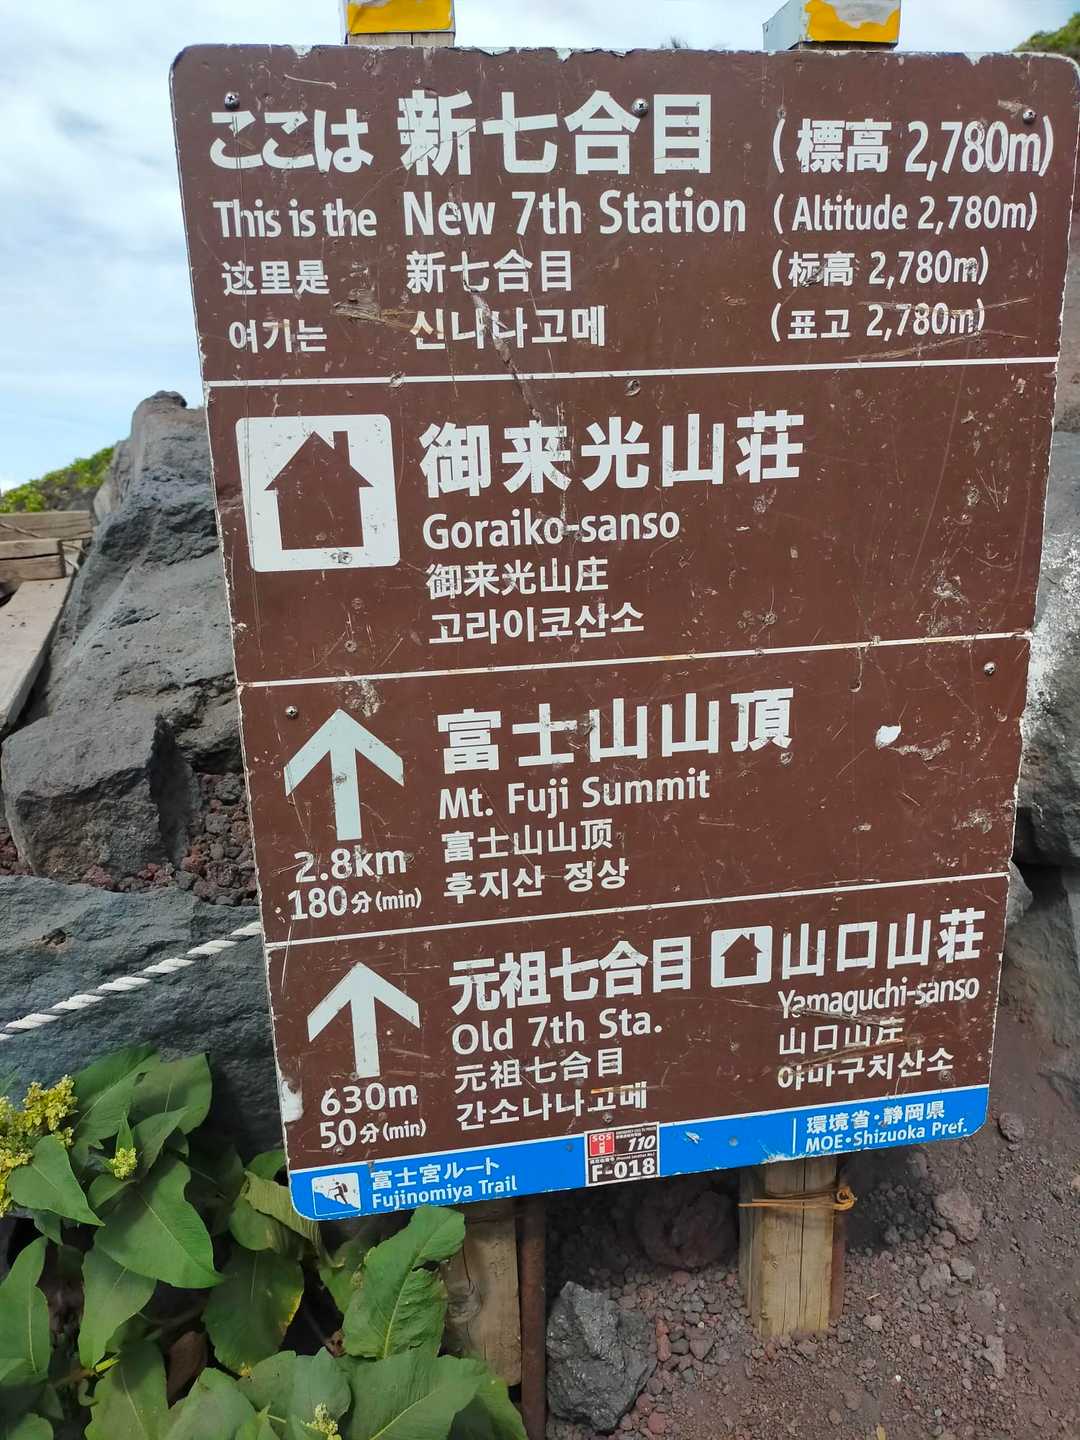 ここは 新七合目 (標高 2,780m)
This is the New 7th Station (Altitude 2,780m)
这里是 新七合目 (标高 2,780m)
여기는 신나나고메 (표고 2,780m)
御来光山荘
Goraiko-sanso
御来光山庄
고라이코산소
富士山山頂
Mt. Fuji Summit
富士山山顶
후지산 정상
2.8km
180分(min)
元祖七合目 山口山荘
Old 7th Sta. Yamaguchi-sanso
元祖七合目 山口山庄
간소나나고메 야마구치산소
630m
50分(min)
富士宮ルート
Fujinomiya Trail
SOS
110
F-018
環境省・静岡県
MOE・Shizuoka Pref.